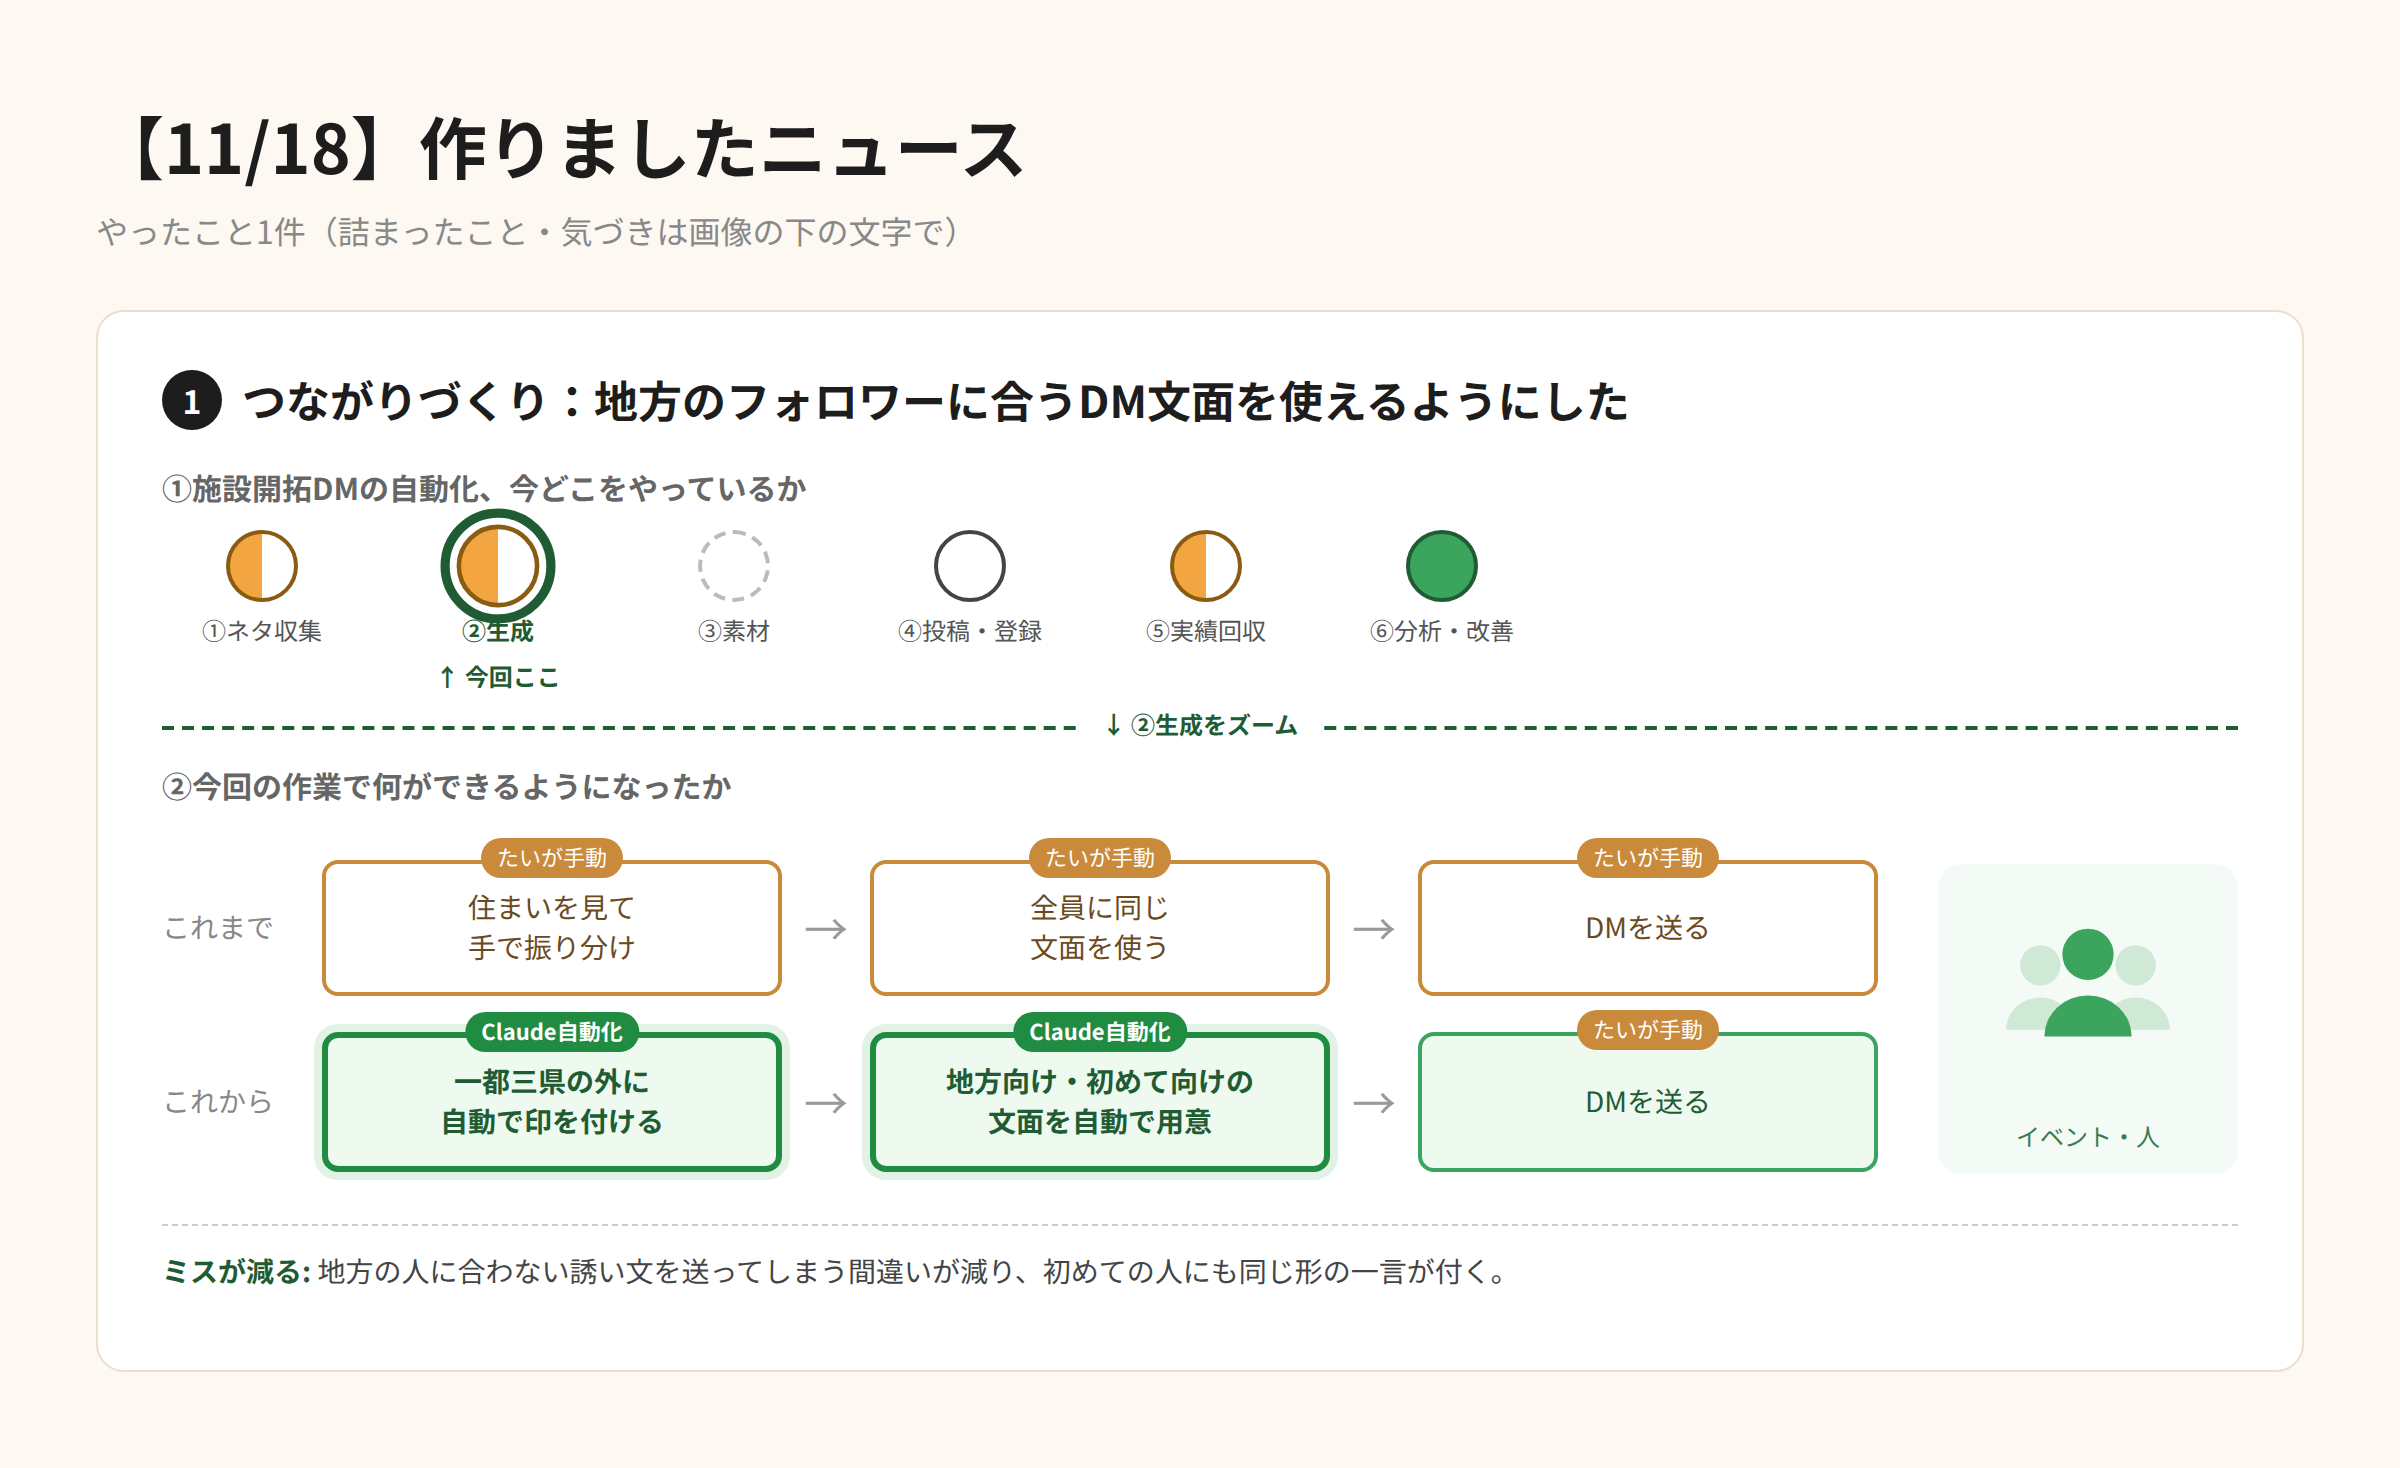 【11/18】作りましたニュース
やったこと1件（詰まったこと・気づきは画像の下の文字で）
1 つながりづくり：地方のフォロワーに合うDM文面を使えるようにした
①施設開拓DMの自動化、今どこをやっているか
①ネタ収集 ②生成 ③素材 ④投稿・登録 ⑤実績回収 ⑥分析・改善
↑ 今回ここ
↓ ②生成をズーム
②今回の作業で何ができるようになったか
これまで
たいが手動
住まいを見て
手で振り分け
→
たいが手動
全員に同じ
文面を使う
→
たいが手動
DMを送る
これから
Claude自動化
一都三県の外に
自動で印を付ける
→
Claude自動化
地方向け・初めて向けの
文面を自動で用意
→
たいが手動
DMを送る
イベント・人
ミスが減る: 地方の人に合わない誘い文を送ってしまう間違いが減り、初めての人にも同じ形の一言が付く。